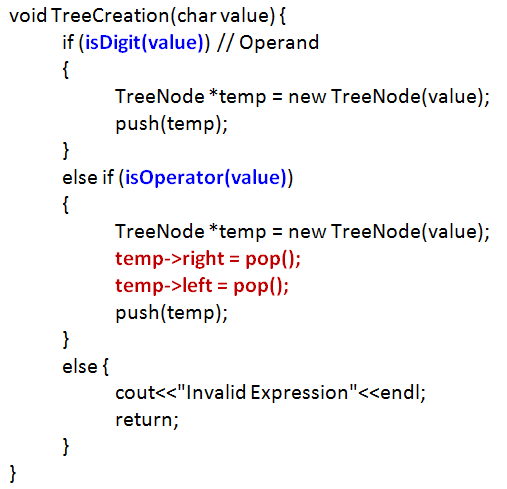 void TreeCreation(char value) {
if (isDigit(value)) // Operand
{
TreeNode *temp = new TreeNode(value);
push(temp);
}
else if (isOperator(value))
{
TreeNode *temp = new TreeNode(value);
temp->right = pop();
temp->left = pop();
push(temp);
}
else {
cout<<"Invalid Expression"<<endl;
return;
}
}